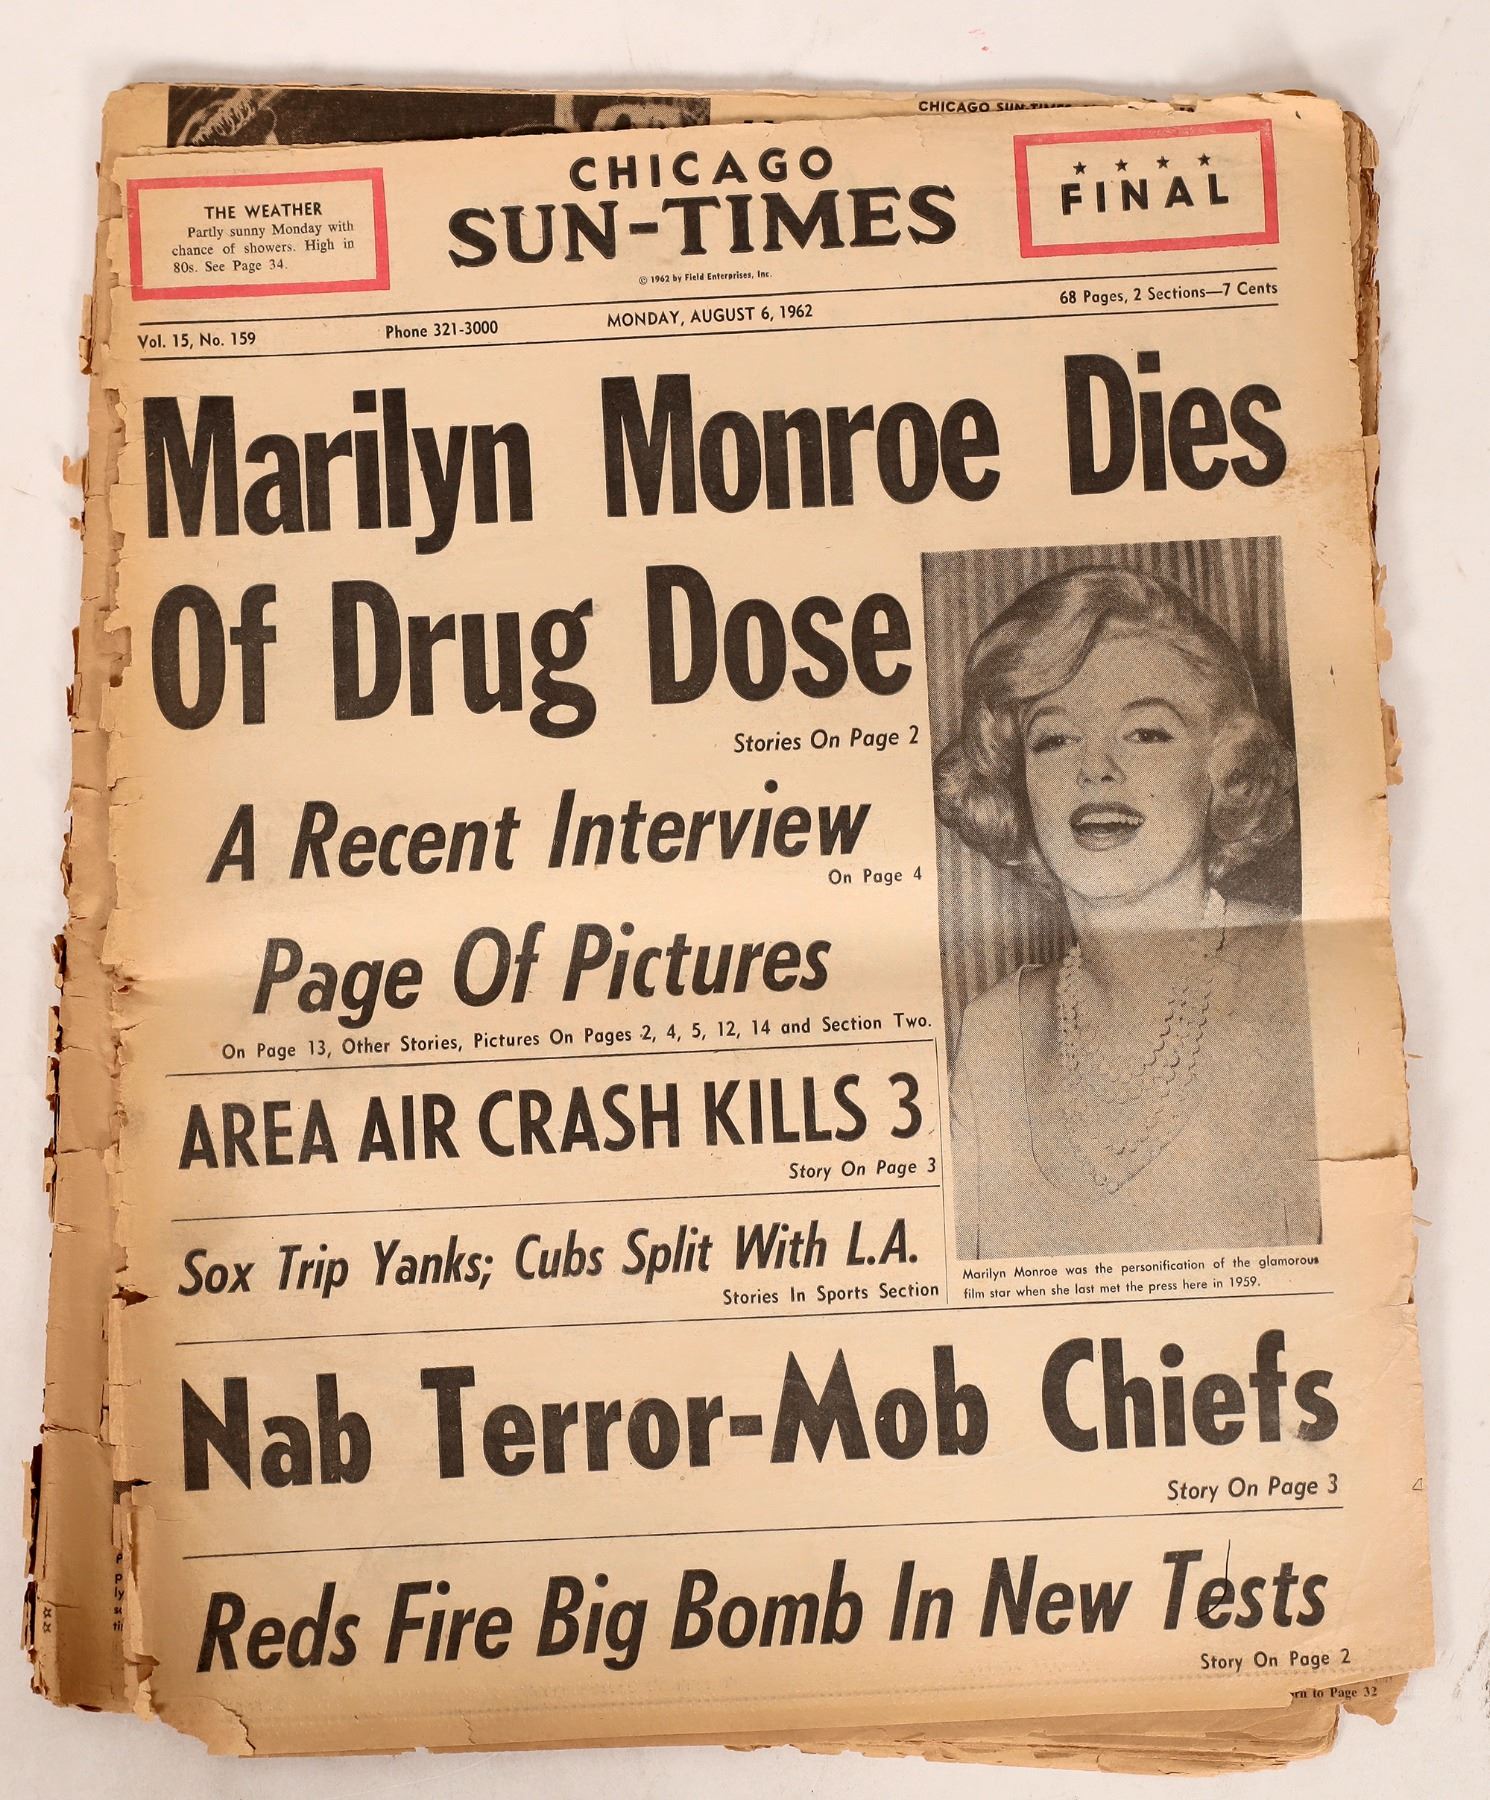 CHICAGO SUN-TIMES
THE WEATHER
Partly sunny Monday with
chance of showers. High in
80s. See Page 34.
CHICAGO
SUN-TIMES
© 1962 by Field Enterprises, Inc.
★ ★ ★ ★
FINAL
Vol. 15, No. 159
Phone 321-3000
MONDAY, AUGUST 6, 1962
68 Pages, 2 Sections—7 Cents
Marilyn Monroe Dies
Of Drug Dose
Stories On Page 2
A Recent Interview
On Page 4
Page Of Pictures
On Page 13, Other Stories, Pictures On Pages 2, 4, 5, 12, 14 and Section Two.
AREA AIR CRASH KILLS 3
Story On Page 3
Sox Trip Yanks; Cubs Split With L.A.
Stories In Sports Section
Marilyn Monroe was the personification of the glamorous
film star when she last met the press here in 1959.
Nab Terror-Mob Chiefs
Story On Page 3
Reds Fire Big Bomb In New Tests
Story On Page 2
to Page 32